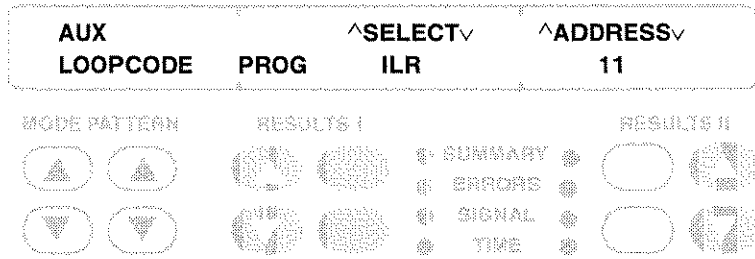 AUX ^SELECT∨ ^ADDRESS∨
LOOPCODE PROG ILR 11
MODE PATTERN RESULTS I RESULTS II
SUMMARY
ERRORS
SIGNAL
TIME